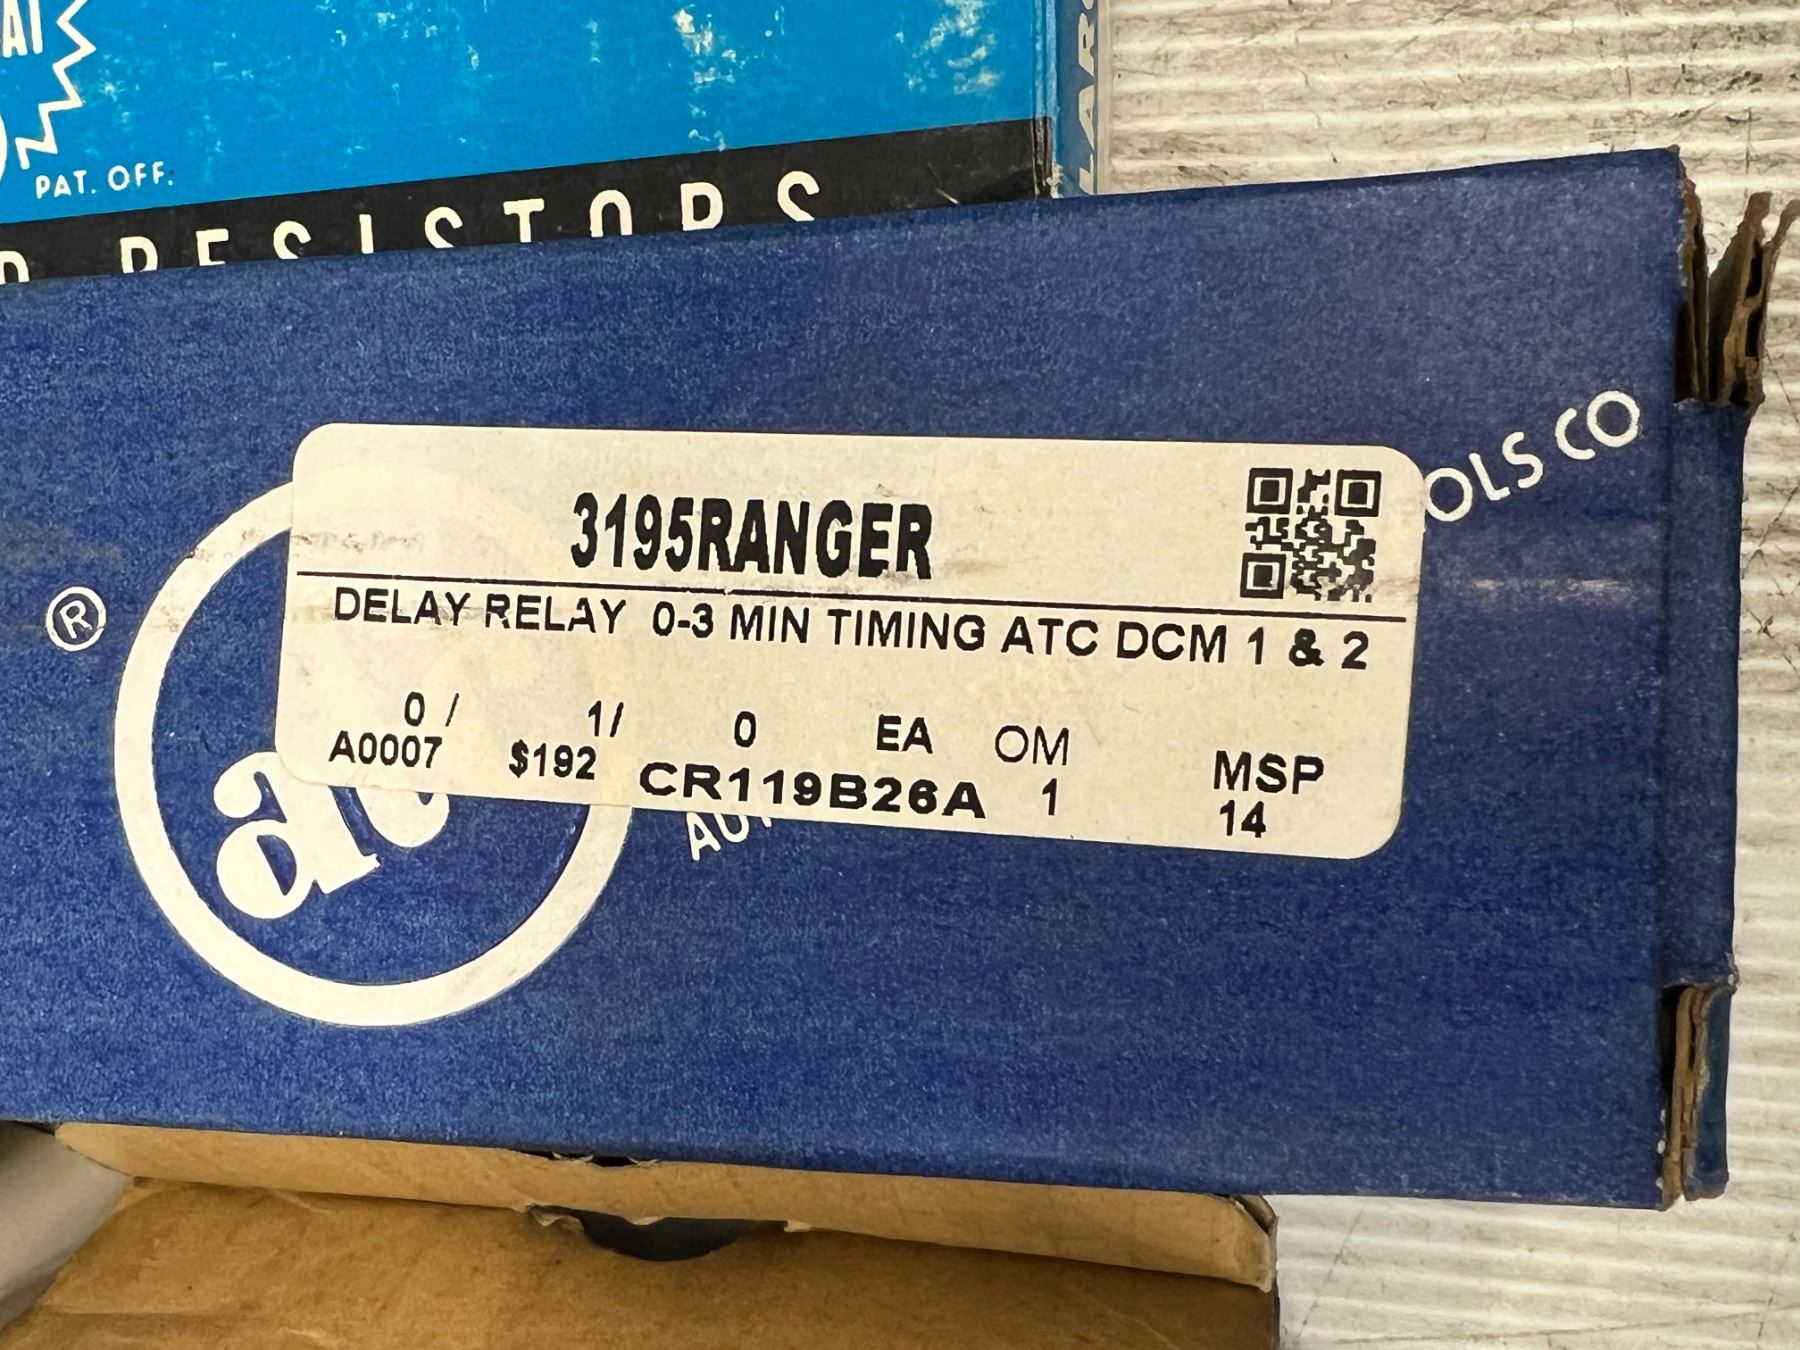 PAT. OFF.
RESISTORS
OLS CO
®
3195RANGER
DELAY RELAY 0-3 MIN TIMING ATC DCM 1 & 2
0 / 1/ 0 EA OM
A0007 $192 CR119B26A 1 MSP
14